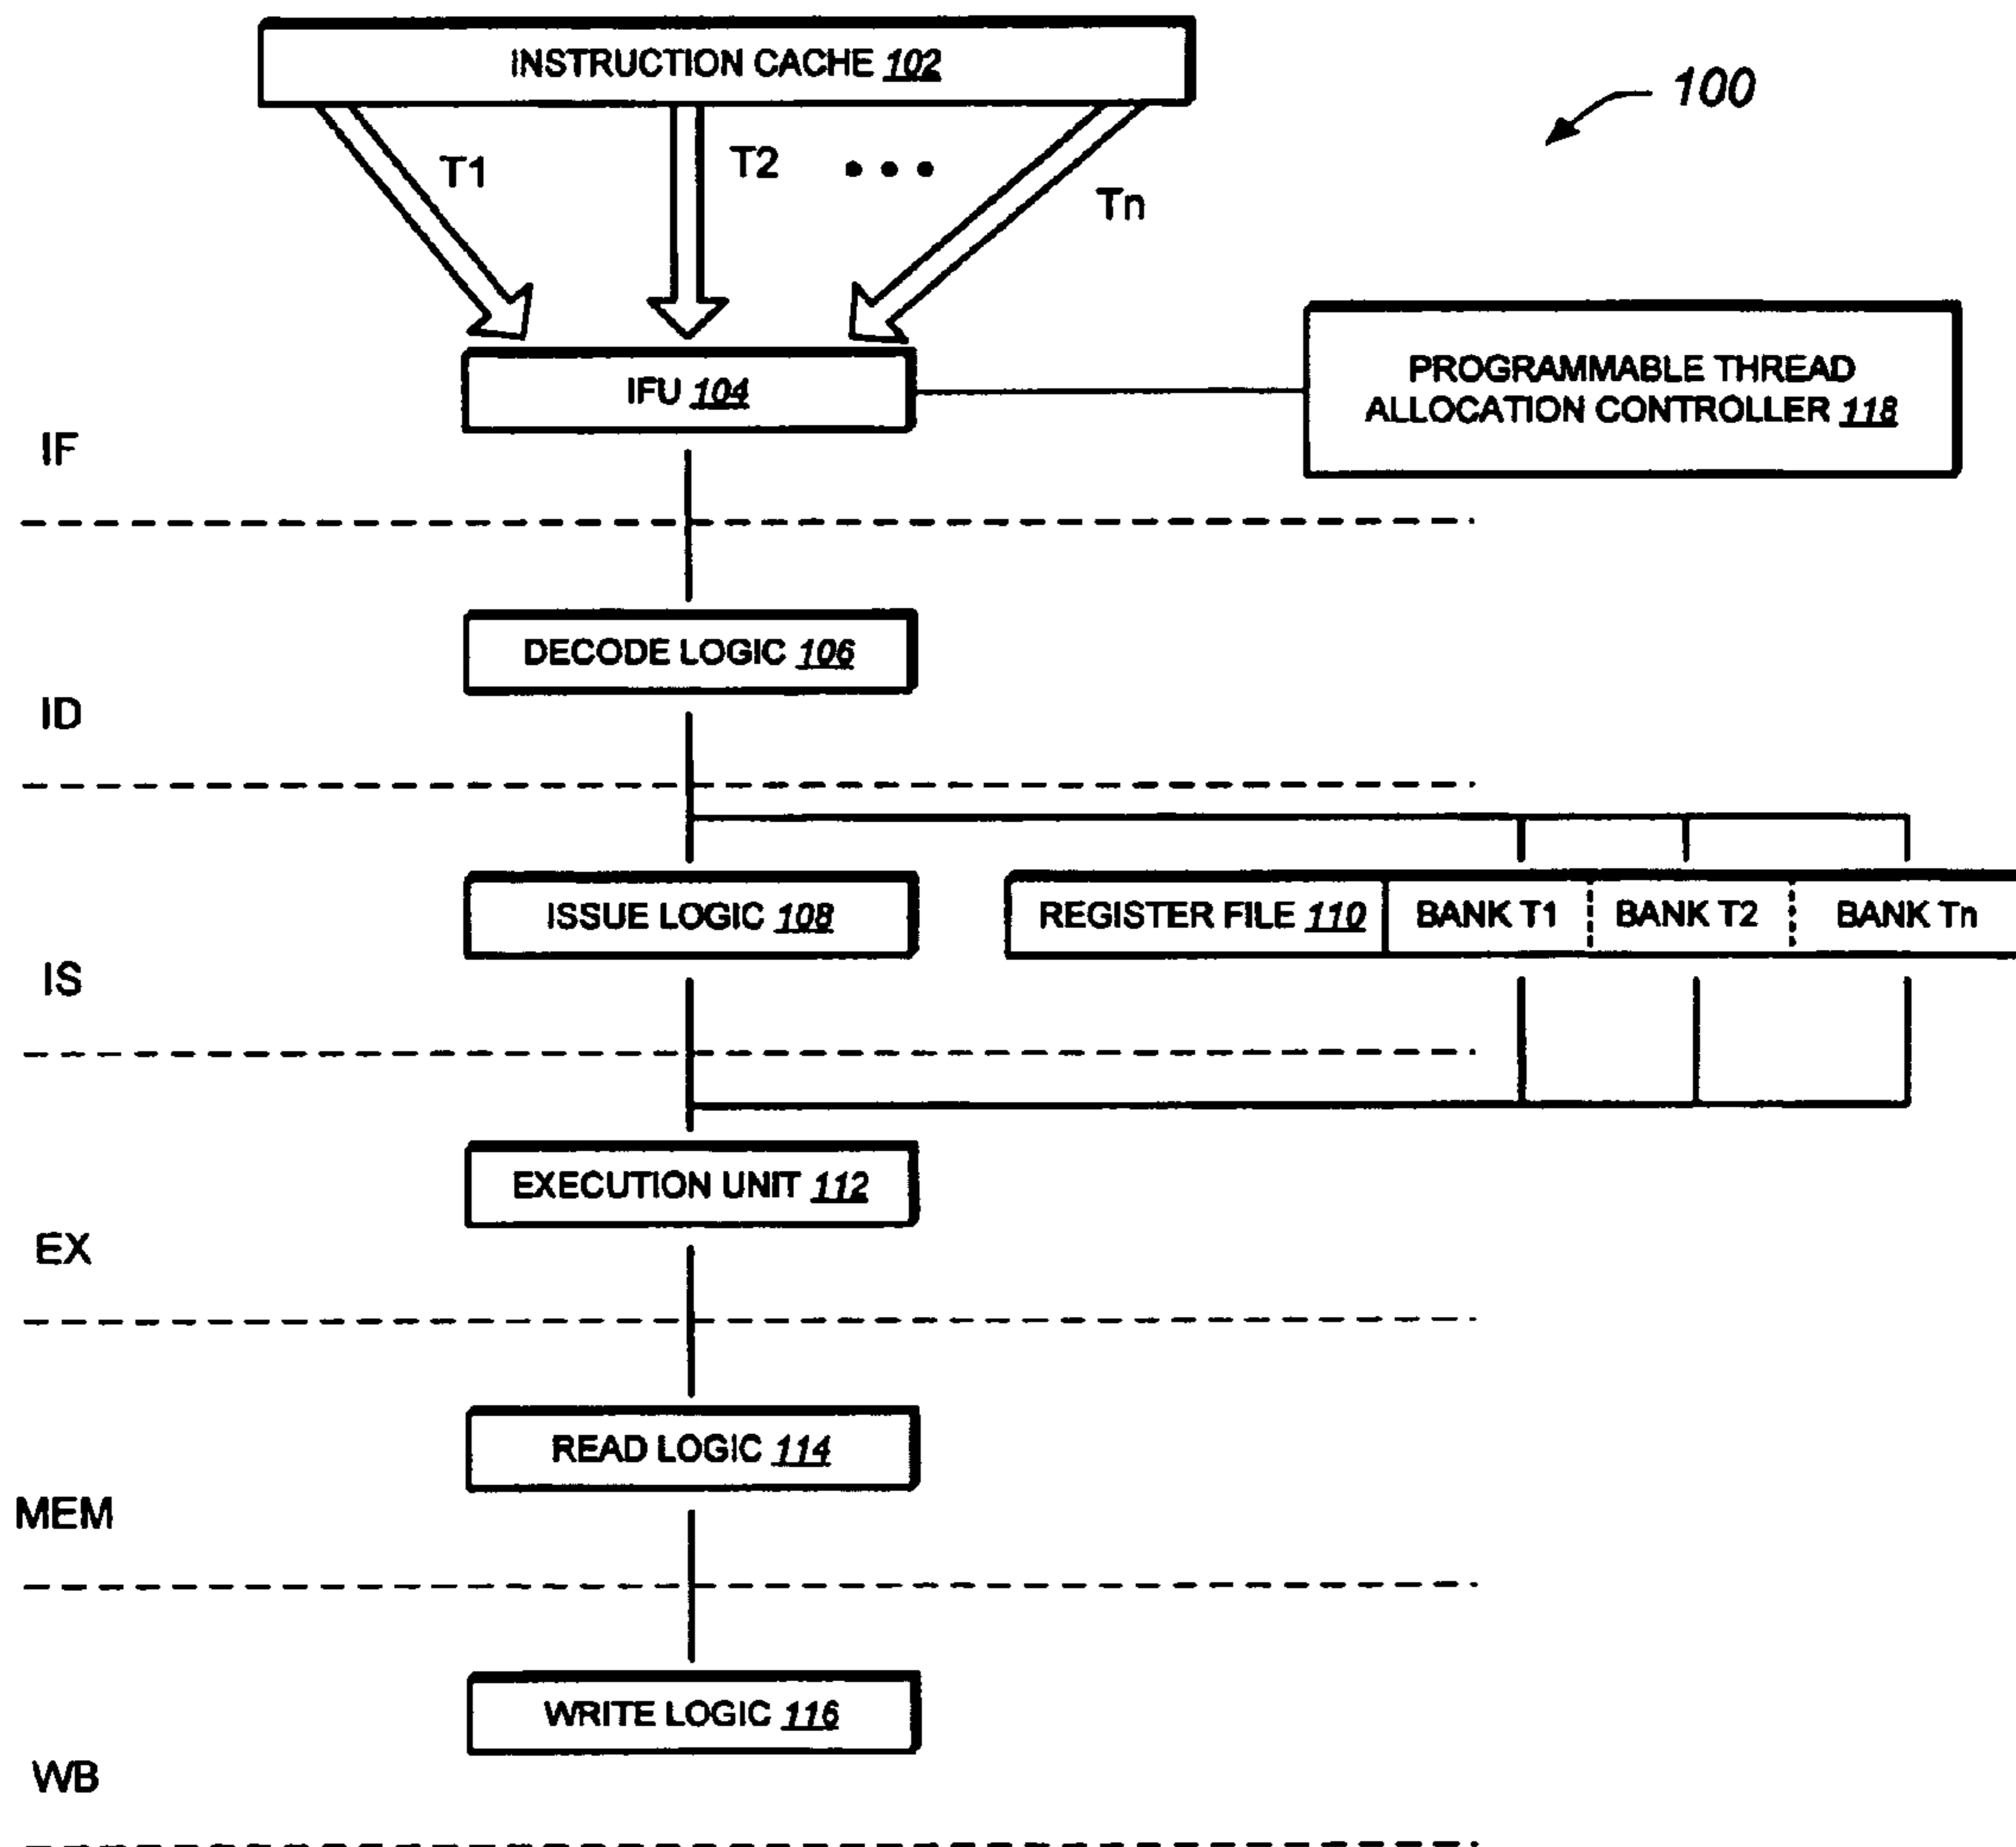 INSTRUCTION CACHE 102
100
T1
T2
• • •
Tn
IFU 104
PROGRAMMABLE THREAD
ALLOCATION CONTROLLER 118
IF
DECODE LOGIC 106
ID
ISSUE LOGIC 108
REGISTER FILE 110
BANK T1
BANK T2
BANK Tn
IS
EXECUTION UNIT 112
EX
READ LOGIC 114
MEM
WRITE LOGIC 116
WB